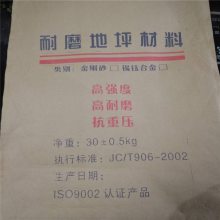 耐磨地坪材料
类别：金刚砂□ 锡钛合金□
高强度
高耐磨
抗重压
净重：30±0.5kg
执行标准：JC/T906-2002
生产日期：
ISO9002 认证产品